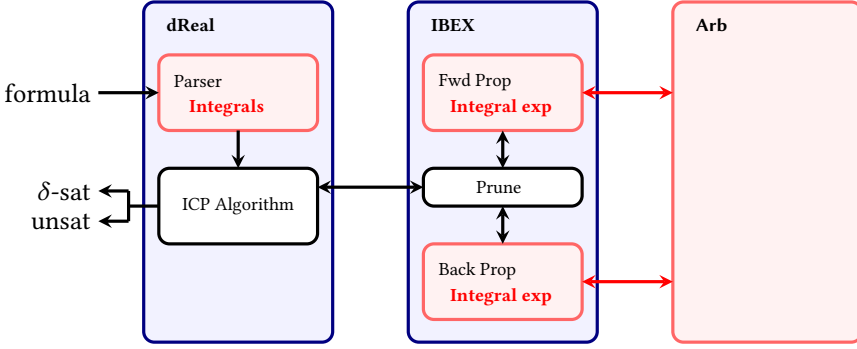 dReal
IBEX
Arb
Parser
Integrals
Fwd Prop
Integral exp
formula
ICP Algorithm
Prune
δ-sat
unsat
Back Prop
Integral exp